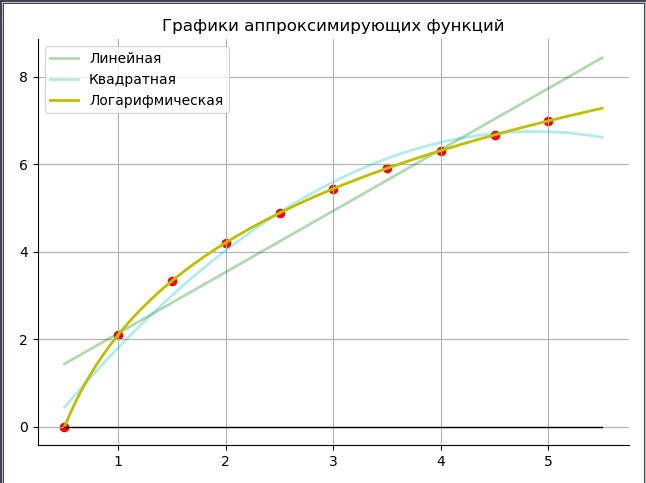 Графики аппроксимирующих функций
Линейная
Квадратная
Логарифмическая
8
6
4
2
0
1 2 3 4 5